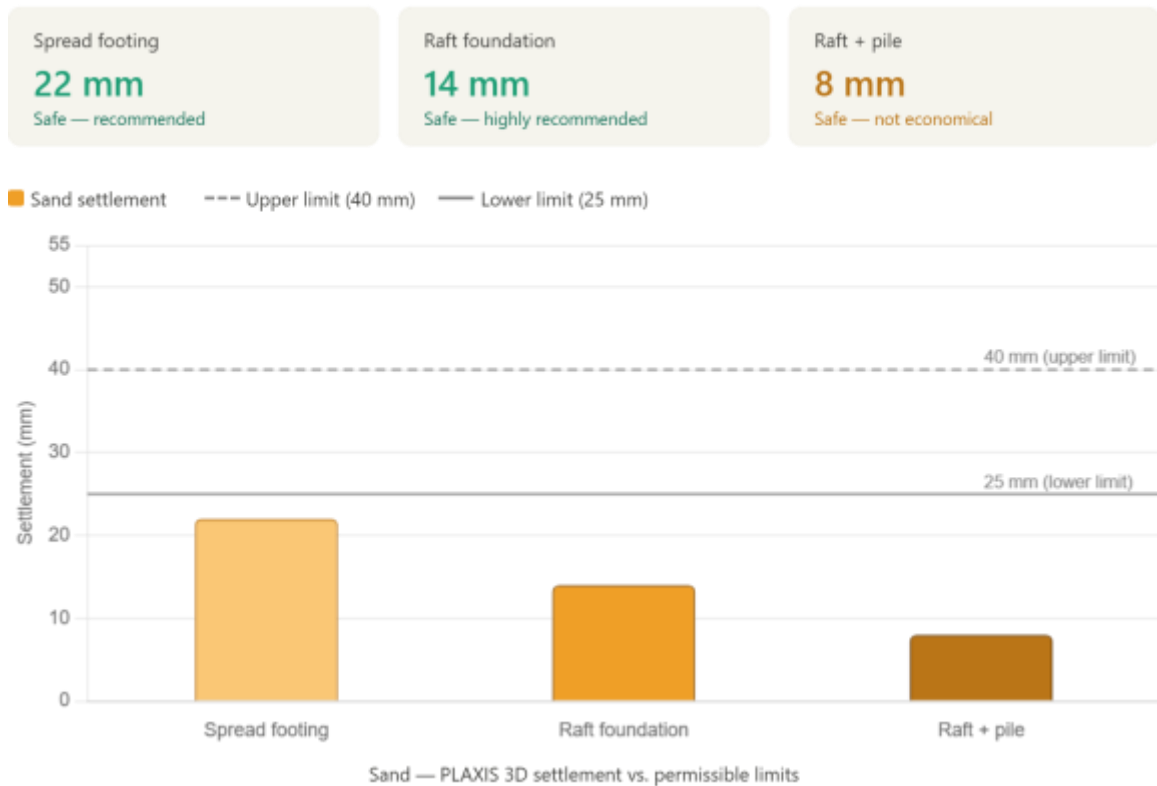 Spread footing
22 mm
Safe — recommended
Raft foundation
14 mm
Safe — highly recommended
Raft + pile
8 mm
Safe — not economical
Sand settlement
Upper limit (40 mm)
Lower limit (25 mm)
55
50
40
30
20
10
0
Settlement (mm)
40 mm (upper limit)
25 mm (lower limit)
Spread footing
Raft foundation
Raft + pile
Sand — PLAXIS 3D settlement vs. permissible limits